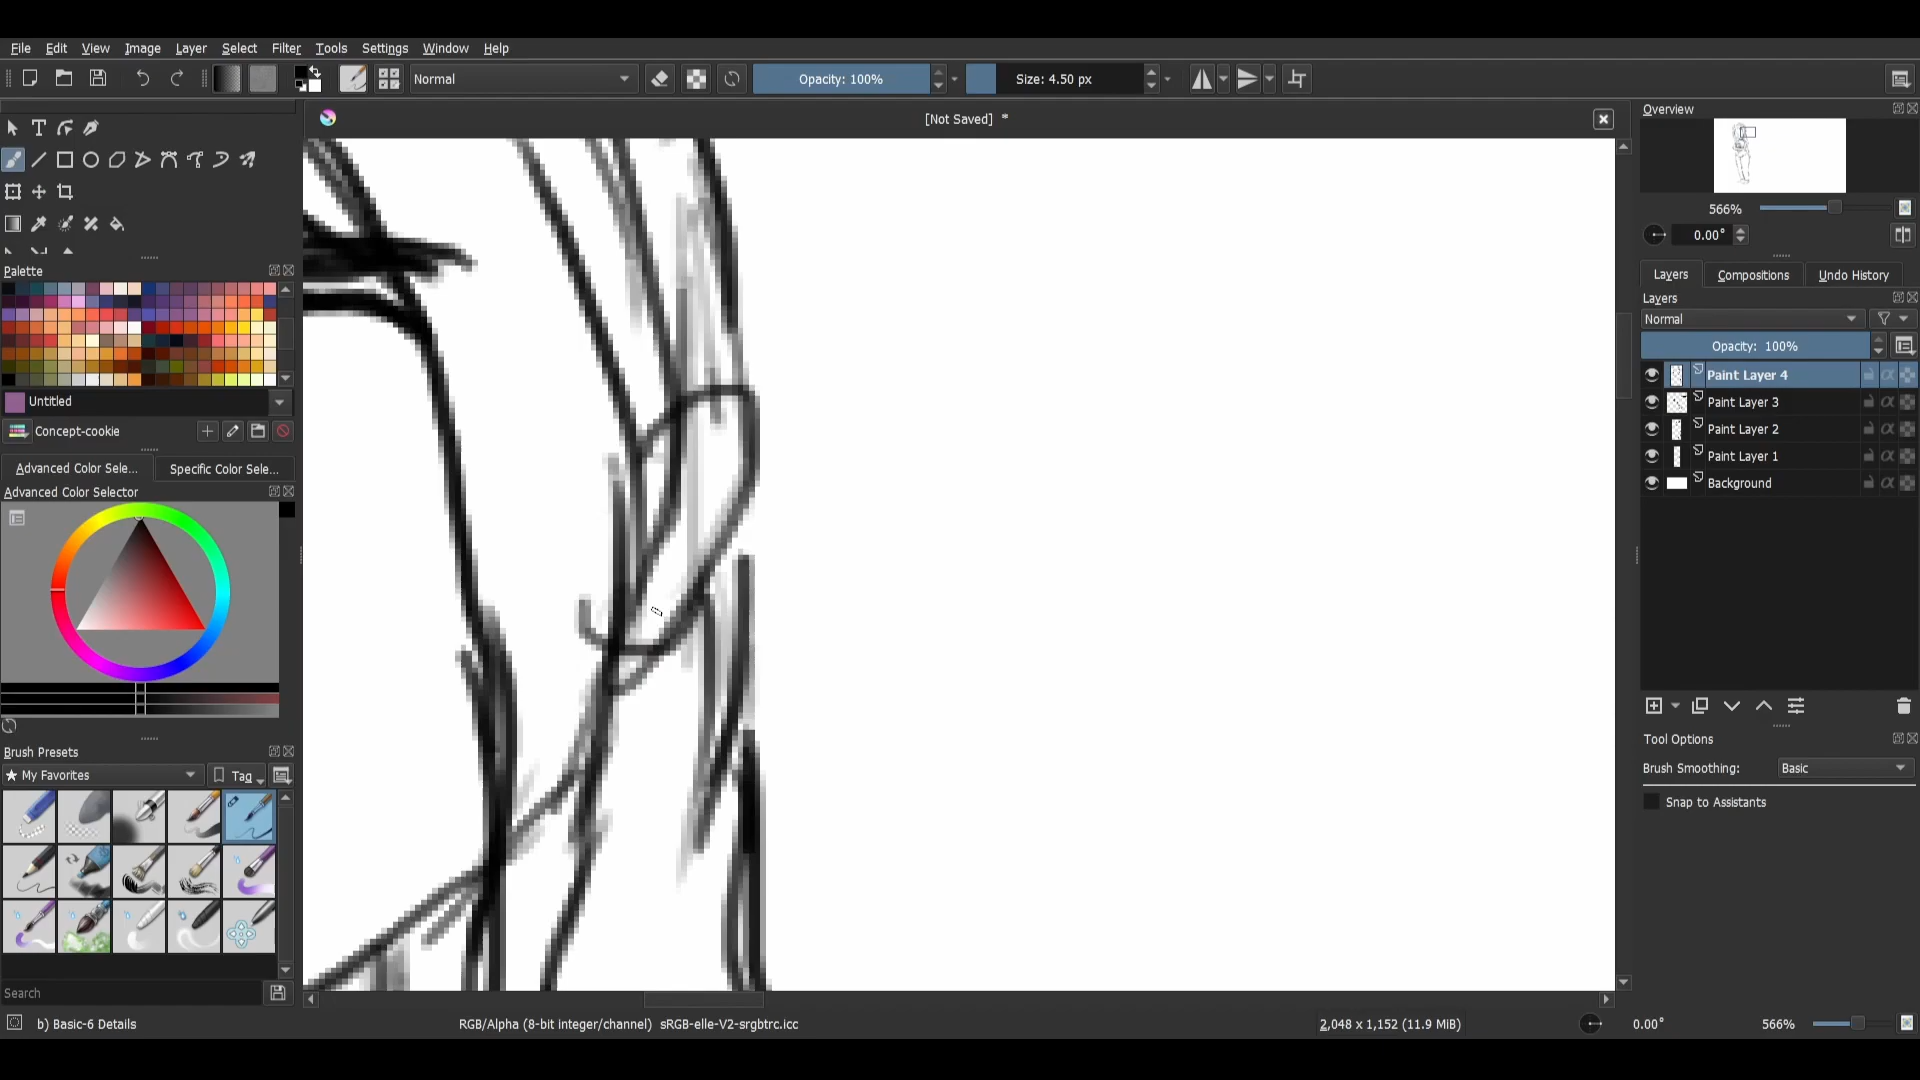 File Edit View Image Layer Select Filter Tools Settings Window Help
Normal Opacity: 100% Size: 4.50 px
[Not Saved] *
Overview
566%
0.00°
Palette
Untitled
Concept-cookie
Advanced Color Sele... Specific Color Sele...
Advanced Color Selector
Brush Presets
My Favorites Tag
Search
Layers Compositions Undo History
Layers
Normal
Opacity: 100%
Paint Layer 4
Paint Layer 3
Paint Layer 2
Paint Layer 1
Background
Tool Options
Brush Smoothing: Basic
Snap to Assistants
b) Basic-6 Details RGB/Alpha (8-bit integer/channel) sRGB-elle-V2-srgbtrc.icc 2,048 x 1,152 (11.9 MiB) 0.00° 566%